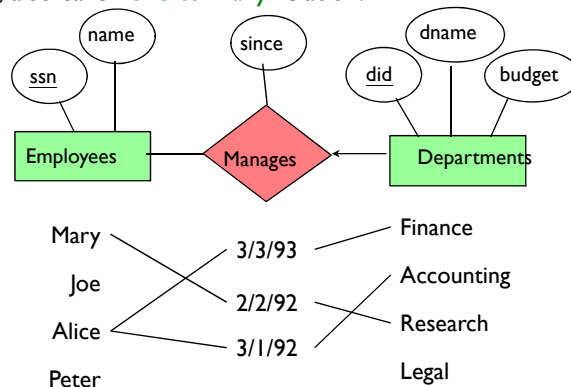 name
dname
ssn
since
did
budget
Employees
Manages
Departments
Mary
Finance
3/3/93
Joe
Accounting
2/2/92
Alice
Research
3/1/92
Peter
Legal